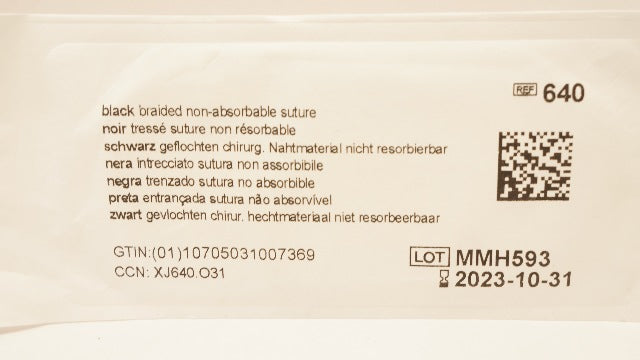 REF 640
black braided non-absorbable suture
noir tressé suture non résorbable
schwarz geflochten chirurg. Nahtmaterial nicht resorbierbar
nera intrecciato sutura non assorbibile
negra trenzado sutura no absorbible
preta entrançada sutura não absorvível
zwart gevlochten chirur. hechtmateriaal niet resorbeerbaar
GTIN:(01)10705031007369
CCN: XJ640.O31
LOT MMH593
2023-10-31